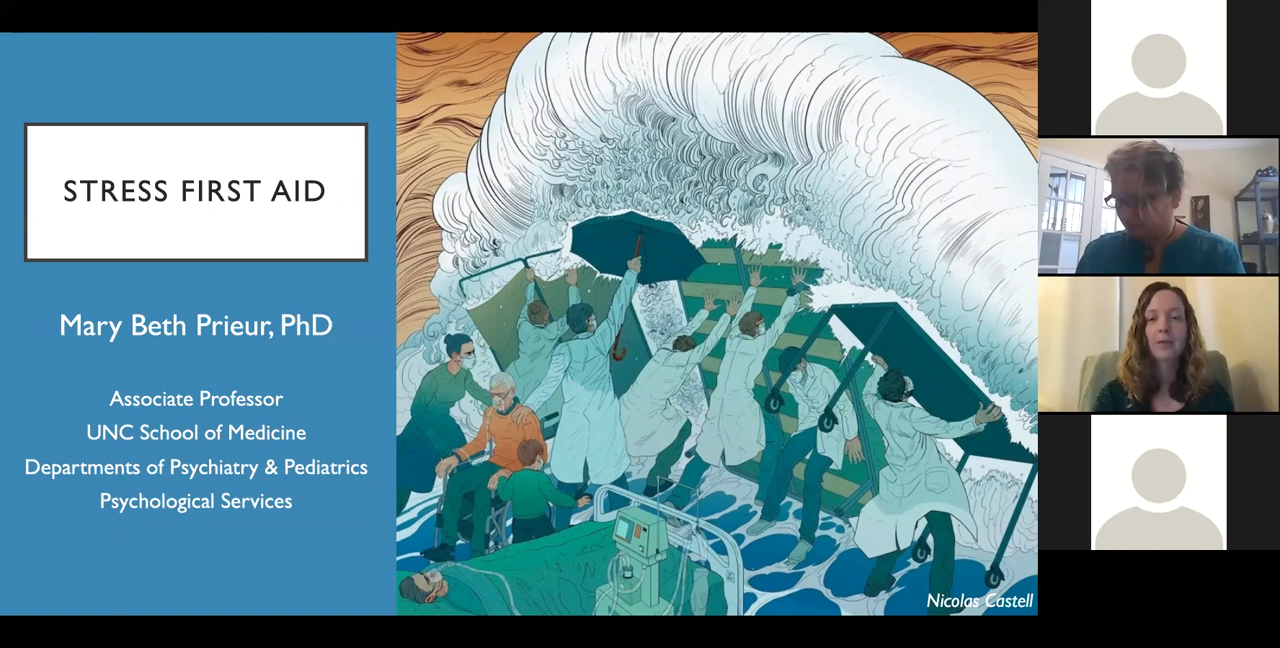 STRESS FIRST AID
Mary Beth Prieur, PhD
Associate Professor
UNC School of Medicine
Departments of Psychiatry & Pediatrics
Psychological Services
Nicolas Castell